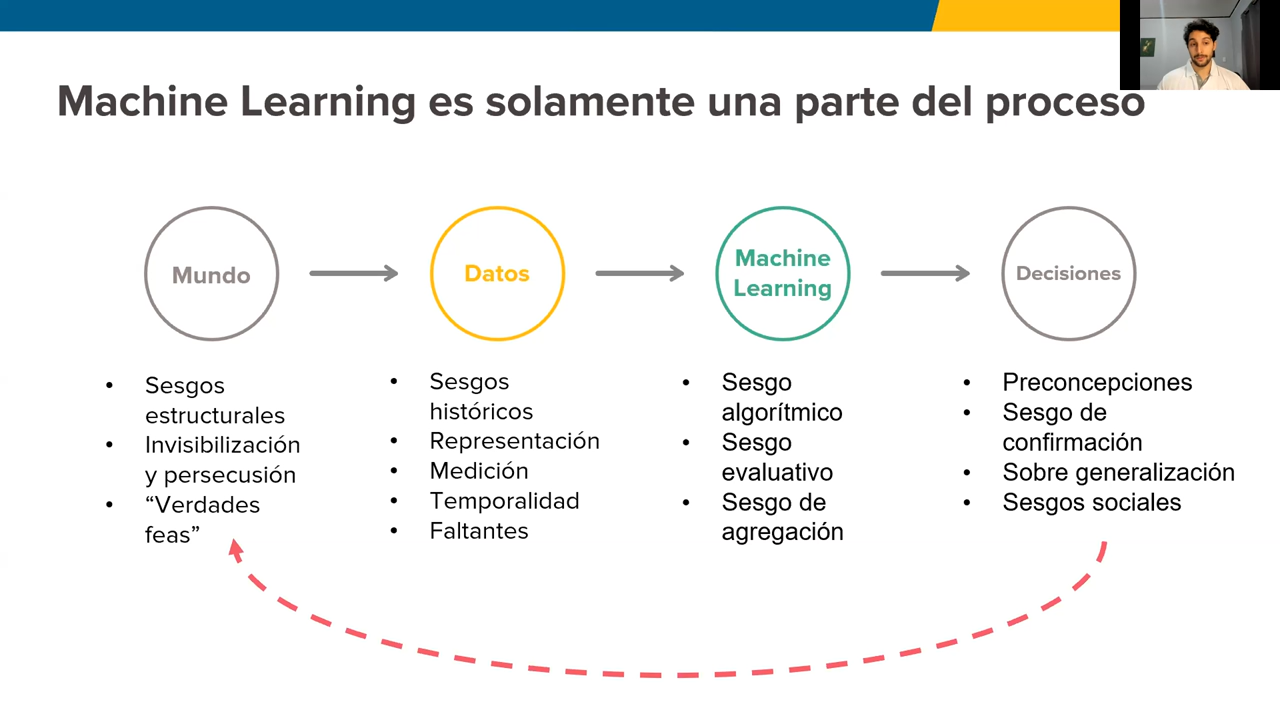 Machine Learning es solamente una parte del proceso
Mundo
Datos
Machine
Learning
Decisiones
• Sesgos
estructurales
• Invisibilización
y persecusión
• “Verdades
feas”
• Sesgos
históricos
• Representación
• Medición
• Temporalidad
• Faltantes
• Sesgo
algorítmico
• Sesgo
evaluativo
• Sesgo de
agregación
• Preconcepciones
• Sesgo de
confirmación
• Sobre generalización
• Sesgos sociales